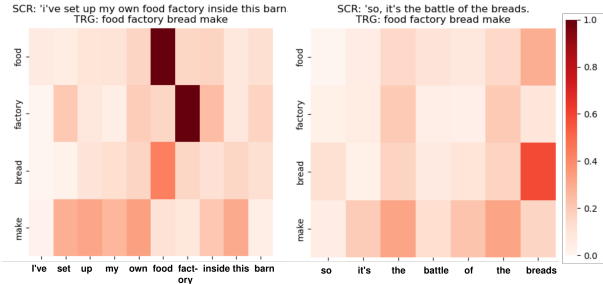 SCR: 'i've set up my own food factory inside this barn
TRG: food factory bread make
food
factory
bread
make
I've set up my own food fact- inside this barn
ory
SCR: 'so, it's the battle of the breads.
TRG: food factory bread make
food
factory
bread
make
so it's the battle of the breads
1.0
0.8
0.6
0.4
0.2
0.0